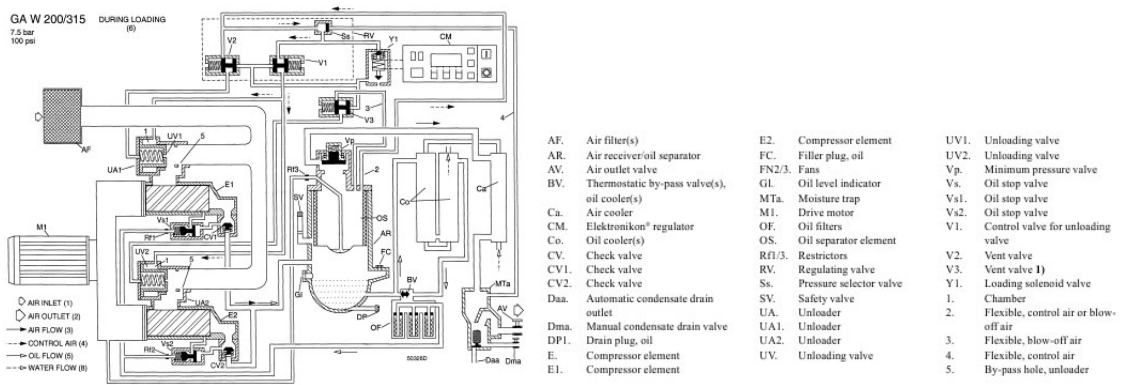 GA W 200/315 DURING LOADING
(6)
7.5 bar
100 psi
V2
Ss
RV
Y1
CM
V1
3
V3
4
AF
1
UV1
5
UA1
Vp
2
Rf3
E1
SV
Ca
Co
OS
Vs1
AR
Rf1
CV1
M1
FC
UV2
1
5
BV
MTa
GI
UA2
AV
E2
DP
OF
Vs2
Rf2
CV2
50326D
Daa
Dma
AIR INLET (1)
AIR OUTLET (2)
AIR FLOW (3)
CONTROL AIR (4)
OIL FLOW (5)
WATER FLOW (8)
AF. Air filter(s)
AR. Air receiver/oil separator
AV. Air outlet valve
BV. Thermostatic by-pass valve(s),
oil cooler(s)
Ca. Air cooler
CM. Elektronikon® regulator
Co. Oil cooler(s)
CV. Check valve
CV1. Check valve
CV2. Check valve
Daa. Automatic condensate drain
outlet
Dma. Manual condensate drain valve
DP1. Drain plug, oil
E. Compressor element
E1. Compressor element
E2. Compressor element
FC. Filler plug, oil
FN2/3. Fans
Gl. Oil level indicator
MTa. Moisture trap
M1. Drive motor
OF. Oil filters
OS. Oil separator element
Rf1/3. Restrictors
RV. Regulating valve
Ss. Pressure selector valve
SV. Safety valve
UA. Unloader
UA1. Unloader
UA2. Unloader
UV. Unloading valve
UV1. Unloading valve
UV2. Unloading valve
Vp. Minimum pressure valve
Vs. Oil stop valve
Vs1. Oil stop valve
Vs2. Oil stop valve
V1. Control valve for unloading
valve
V2. Vent valve
V3. Vent valve 1)
Y1. Loading solenoid valve
1. Chamber
2. Flexible, control air or blow-
off air
3. Flexible, blow-off air
4. Flexible, control air
5. By-pass hole, unloader